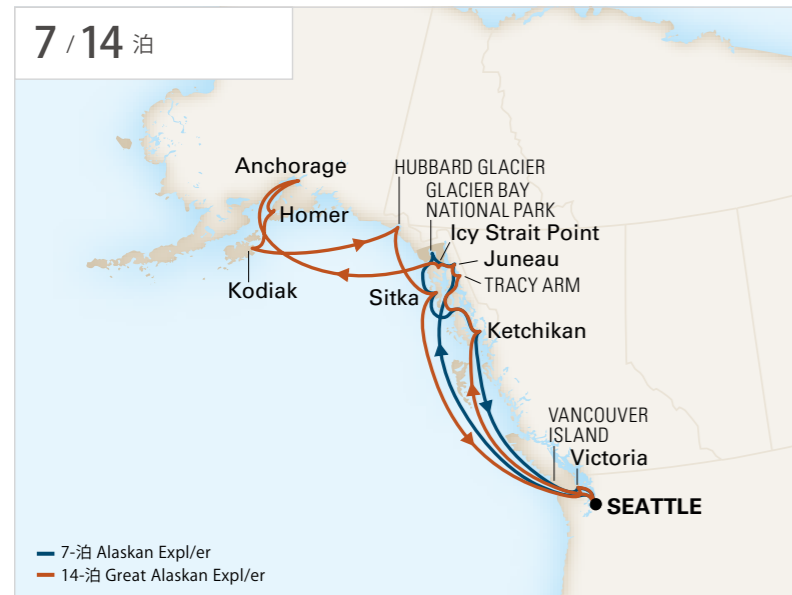 7 / 14 泊
Anchorage
HUBBARD GLACIER
GLACIER BAY
NATIONAL PARK
Homer
Icy Strait Point
Juneau
Kodiak
TRACY ARM
Sitka
Ketchikan
VANCOUVER
ISLAND
Victoria
SEATTLE
7-泊 Alaskan Expl/er
14-泊 Great Alaskan Expl/er